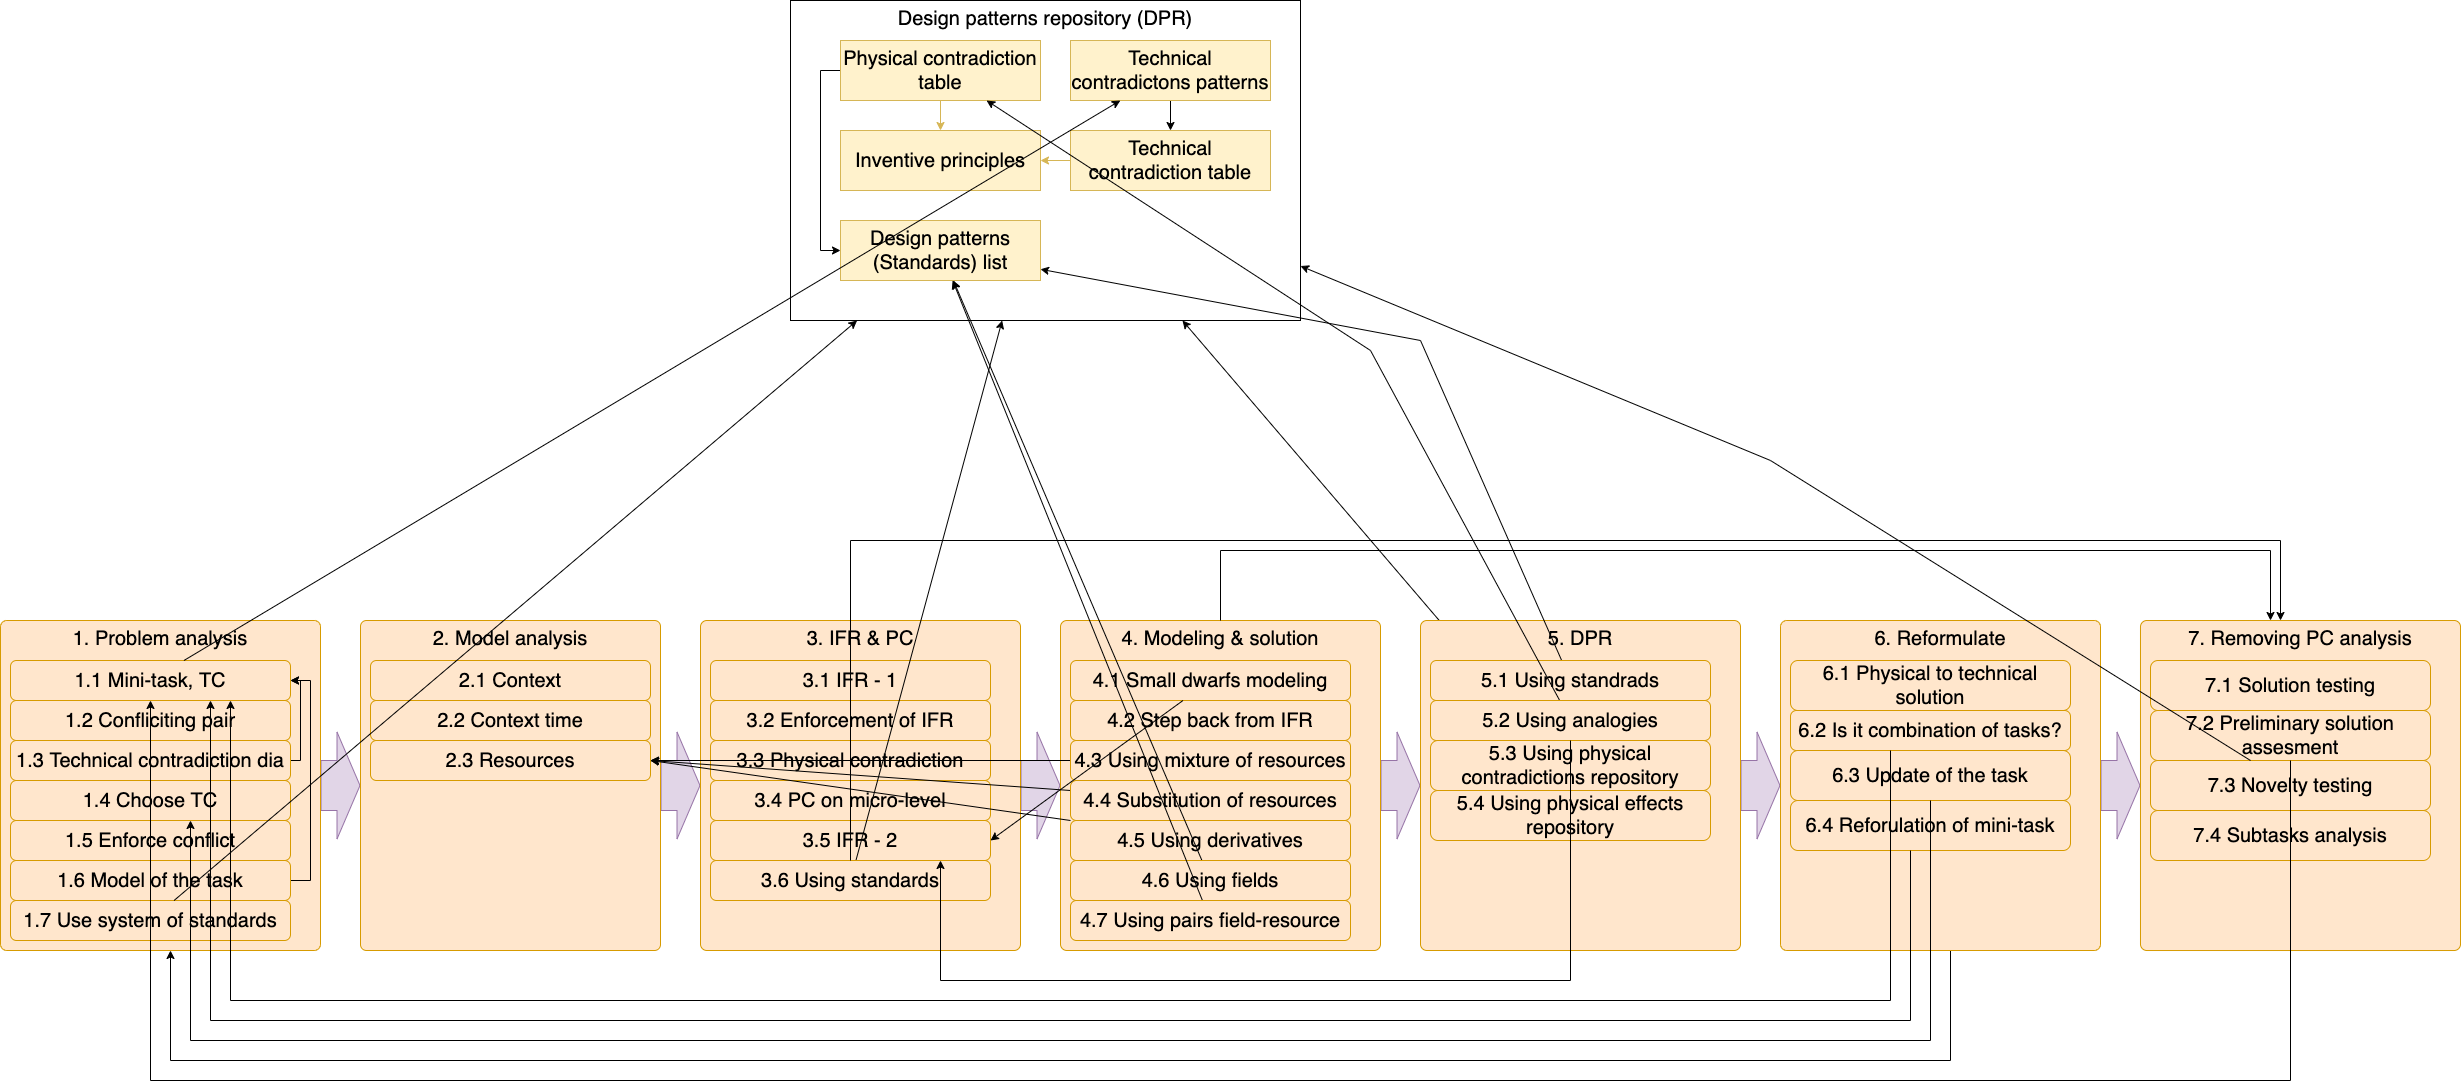 Design patterns repository (DPR)
Physical contradiction
table
Technical
contradictons patterns
Inventive principles
Technical
contradiction table
Design patterns
(Standards) list
1. Problem analysis
1.1 Mini-task, TC
1.2 Confliciting pair
1.3 Technical contradiction dia
1.4 Choose TC
1.5 Enforce conflict
1.6 Model of the task
1.7 Use system of standards
2. Model analysis
2.1 Context
2.2 Context time
2.3 Resources
3. IFR & PC
3.1 IFR - 1
3.2 Enforcement of IFR
3.3 Physical contradiction
3.4 PC on micro-level
3.5 IFR - 2
3.6 Using standards
4. Modeling & solution
4.1 Small dwarfs modeling
4.2 Step back from IFR
4.3 Using mixture of resources
4.4 Substitution of resources
4.5 Using derivatives
4.6 Using fields
4.7 Using pairs field-resource
5. DPR
5.1 Using standrads
5.2 Using analogies
5.3 Using physical
contradictions repository
5.4 Using physical effects
repository
6. Reformulate
6.1 Physical to technical
solution
6.2 Is it combination of tasks?
6.3 Update of the task
6.4 Reforulation of mini-task
7. Removing PC analysis
7.1 Solution testing
7.2 Preliminary solution
assesment
7.3 Novelty testing
7.4 Subtasks analysis